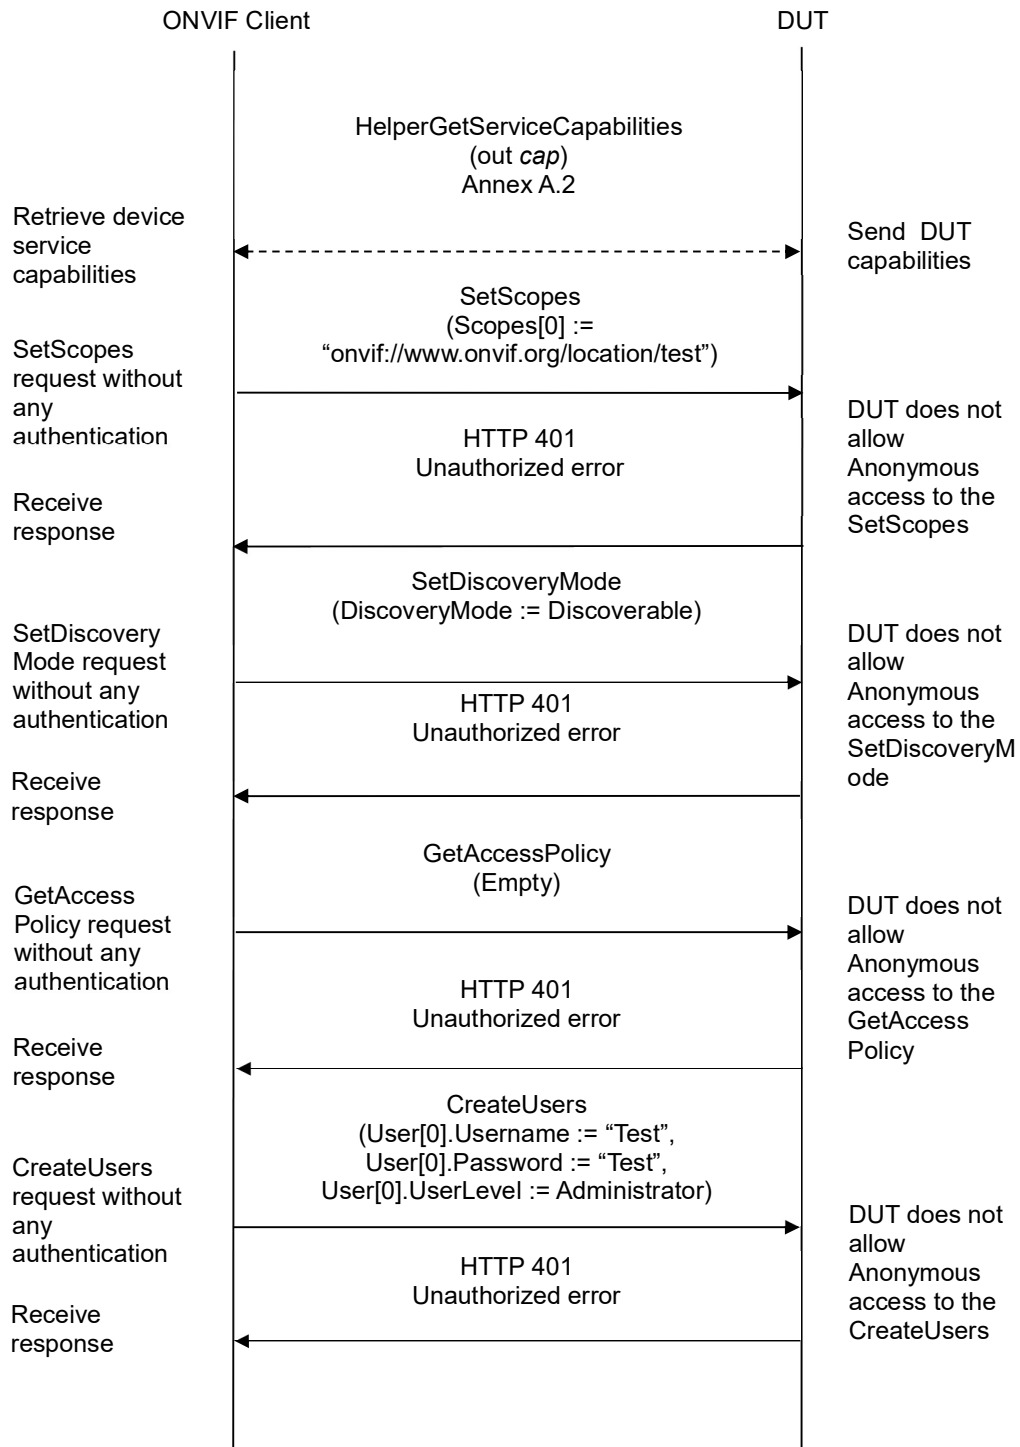 ONVIF Client
DUT
HelperGetServiceCapabilities
(out cap)
Annex A.2
Retrieve device
service
capabilities
Send DUT
capabilities
SetScopes
(Scopes[0] :=
“onvif://www.onvif.org/location/test”)
SetScopes
request without
any
authentication
HTTP 401
Unauthorized error
DUT does not
allow
Anonymous
access to the
SetScopes
Receive
response
SetDiscoveryMode
(DiscoveryMode := Discoverable)
SetDiscovery
Mode request
without any
authentication
HTTP 401
Unauthorized error
DUT does not
allow
Anonymous
access to the
SetDiscoveryM
ode
Receive
response
GetAccessPolicy
(Empty)
GetAccess
Policy request
without any
authentication
HTTP 401
Unauthorized error
DUT does not
allow
Anonymous
access to the
GetAccess
Policy
Receive
response
CreateUsers
(User[0].Username := “Test”,
User[0].Password := “Test”,
User[0].UserLevel := Administrator)
CreateUsers
request without
any
authentication
HTTP 401
Unauthorized error
DUT does not
allow
Anonymous
access to the
CreateUsers
Receive
response